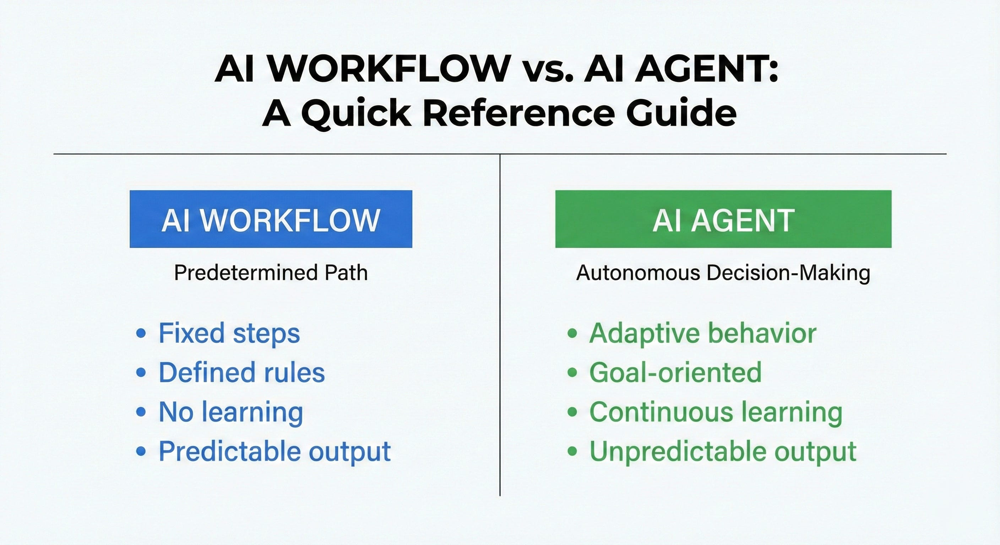 AI WORKFLOW vs. AI AGENT:
A Quick Reference Guide
AI WORKFLOW
Predetermined Path
• Fixed steps
• Defined rules
• No learning
• Predictable output
AI AGENT
Autonomous Decision-Making
• Adaptive behavior
• Goal-oriented
• Continuous learning
• Unpredictable output